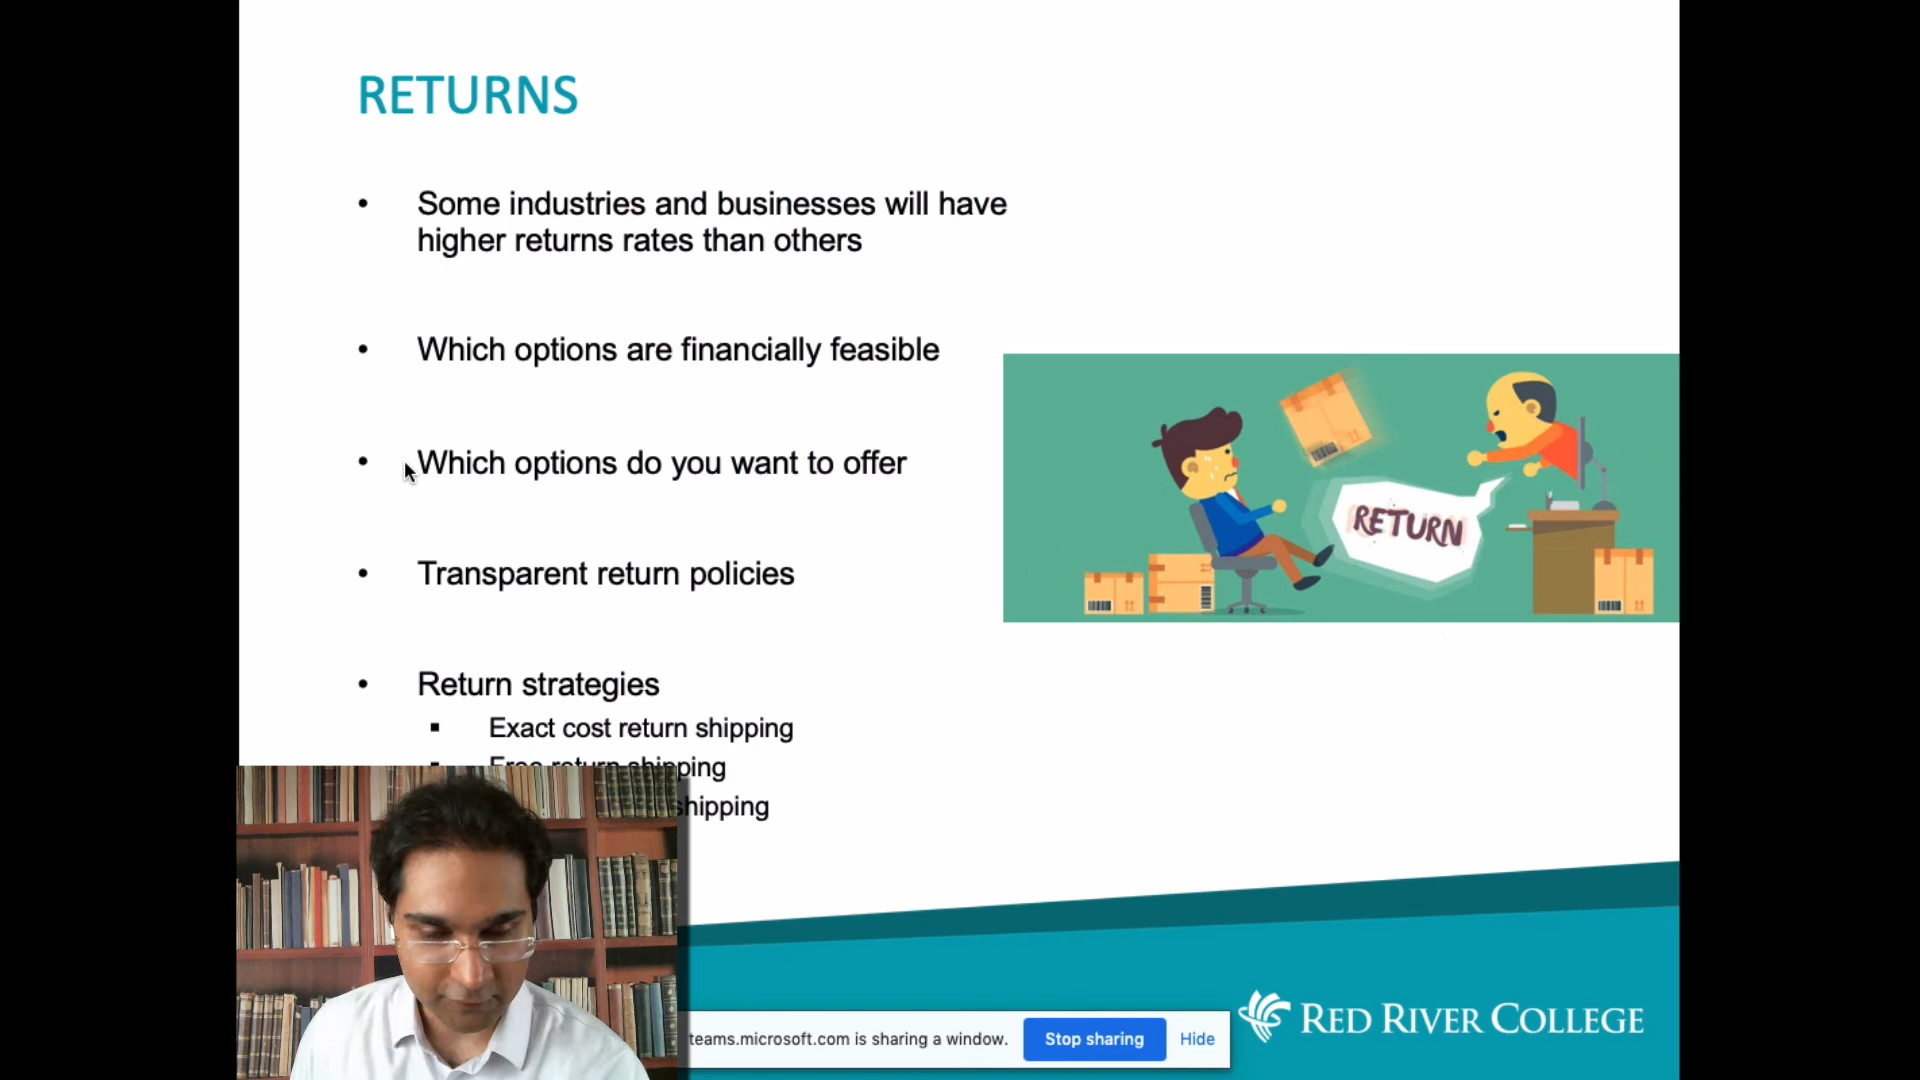 RETURNS
• Some industries and businesses will have
higher returns rates than others
• Which options are financially feasible
• Which options do you want to offer
• Transparent return policies
• Return strategies
▪ Exact cost return shipping
▪ Free return shipping
shipping
RETURN
teams.microsoft.com is sharing a window. Stop sharing Hide
RED RIVER COLLEGE